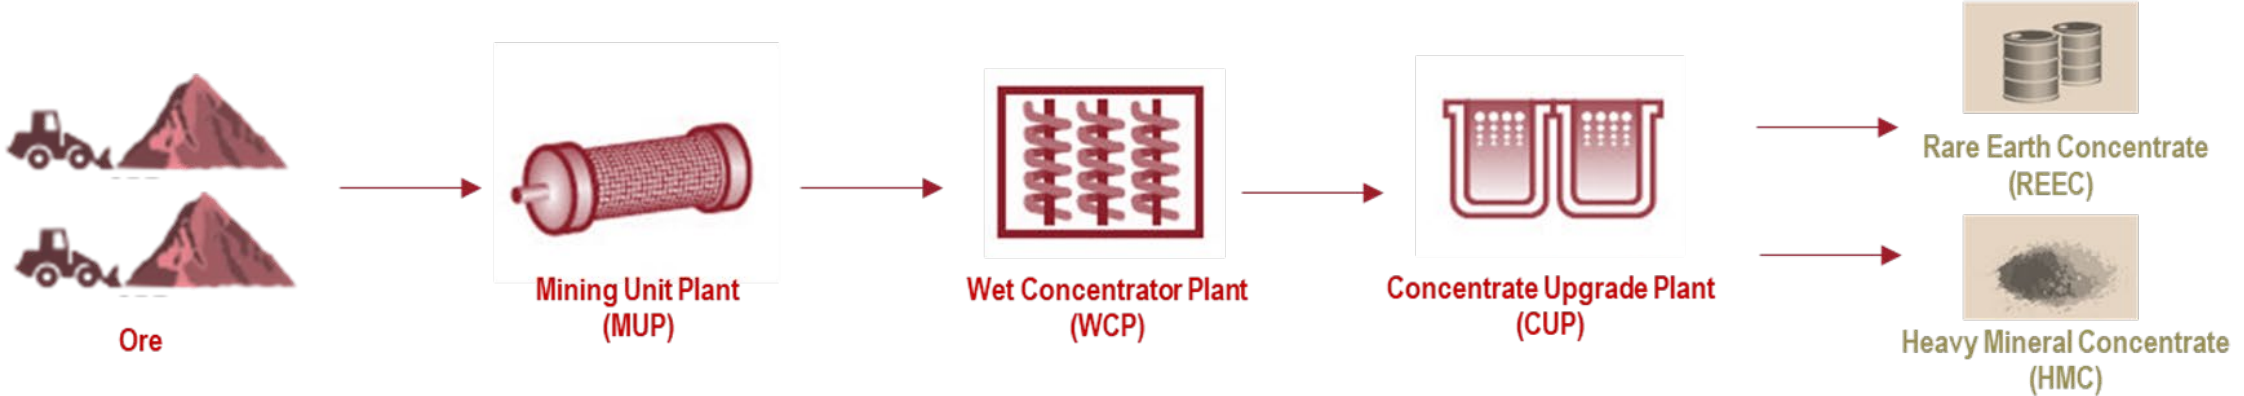 Ore
Mining Unit Plant
(MUP)
Wet Concentrator Plant
(WCP)
Concentrate Upgrade Plant
(CUP)
Rare Earth Concentrate
(REEC)
Heavy Mineral Concentrate
(HMC)